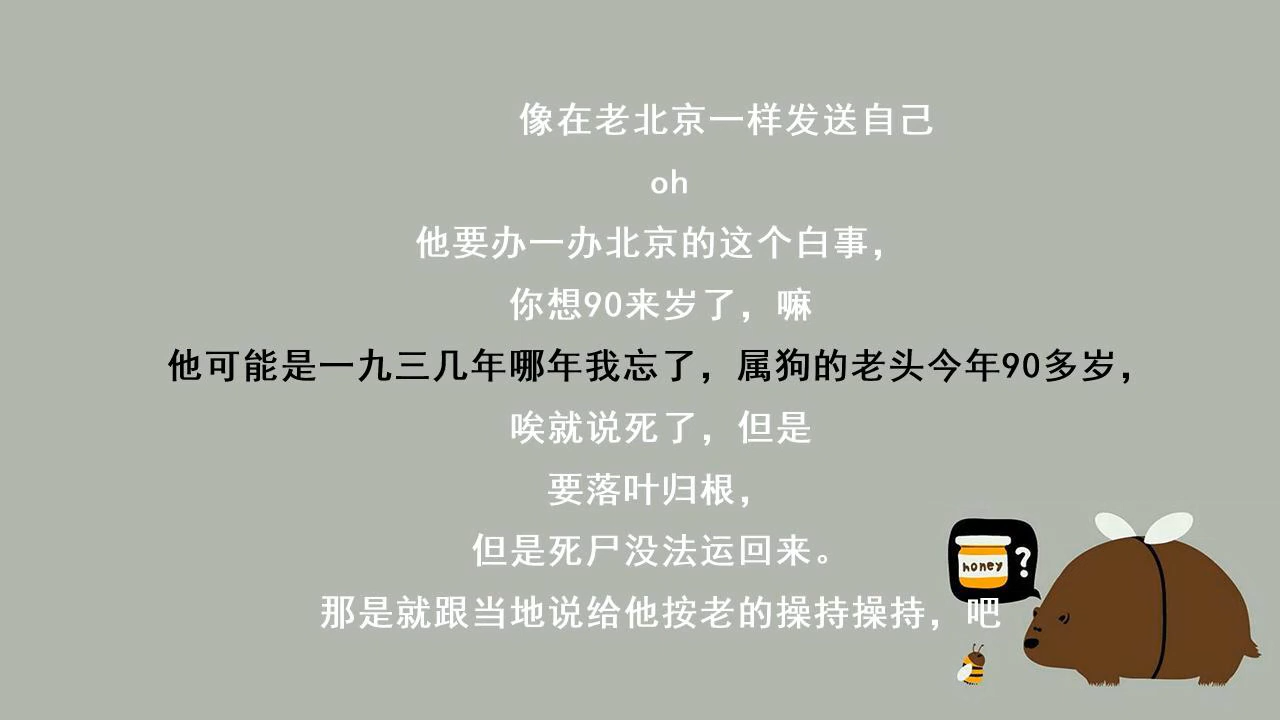 像在老北京一样发送自己
oh
他要办一办北京的这个白事，
你想90来岁了，嘛
他可能是一九三几年哪年我忘了，属狗的老头今年90多岁，
唉就说死了，但是
要落叶归根，
但是死尸没法运回来。
那是就跟当地说给他按老的操持操持，吧
honey
?